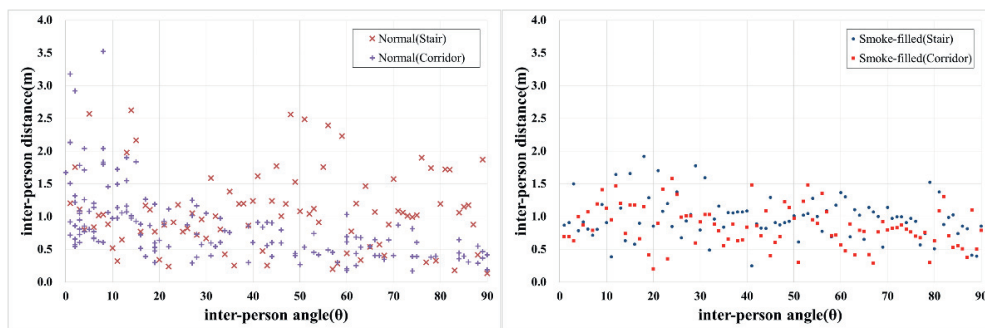 4.0
3.5
3.0
2.5
2.0
1.5
1.0
0.5
0.0
inter-person distance(m)
× Normal(Stair)
+ Normal(Corridor)
0 10 20 30 40 50 60 70 80 90
inter-person angle(θ)
4.0
3.5
3.0
2.5
2.0
1.5
1.0
0.5
0.0
inter-person distance(m)
Smoke-filled(Stair)
Smoke-filled(Corridor)
0 10 20 30 40 50 60 70 80 90
inter-person angle(θ)